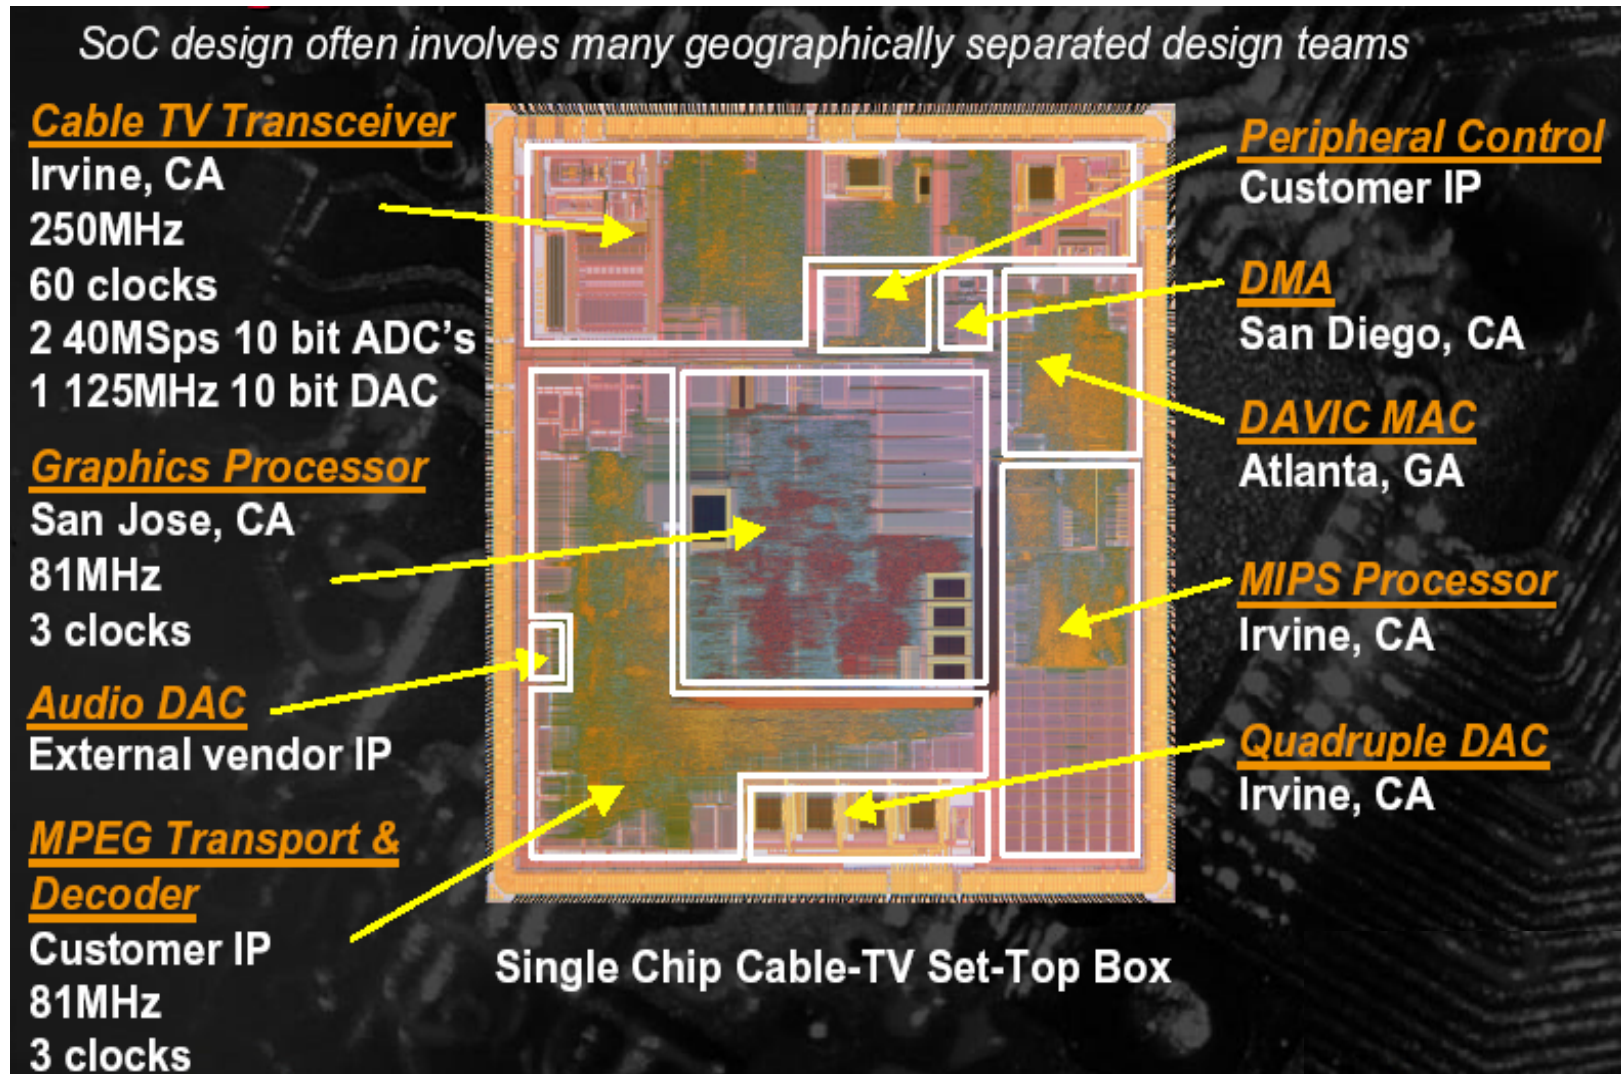 SoC design often involves many geographically separated design teams
Cable TV Transceiver
Irvine, CA
250MHz
60 clocks
2 40MSps 10 bit ADC's
1 125MHz 10 bit DAC
Graphics Processor
San Jose, CA
81MHz
3 clocks
Audio DAC
External vendor IP
MPEG Transport &
Decoder
Customer IP
81MHz
3 clocks
Peripheral Control
Customer IP
DMA
San Diego, CA
DAVIC MAC
Atlanta, GA
MIPS Processor
Irvine, CA
Quadruple DAC
Irvine, CA
Single Chip Cable-TV Set-Top Box